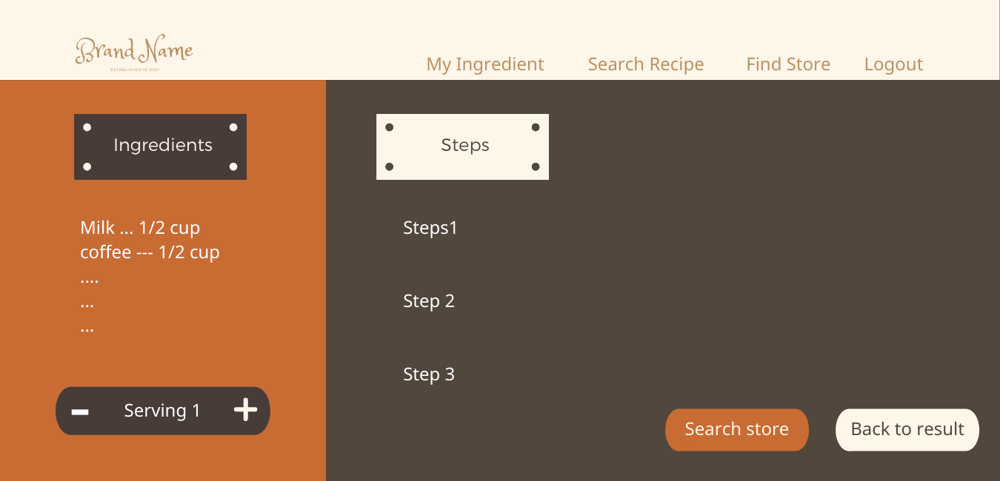 Brand Name
ESTABLISHED IN 2021
My Ingredient
Search Recipe
Find Store
Logout
Ingredients
Milk ... 1/2 cup
coffee --- 1/2 cup
....
...
...
- Serving 1 +
Steps
Steps1
Step 2
Step 3
Search store
Back to result